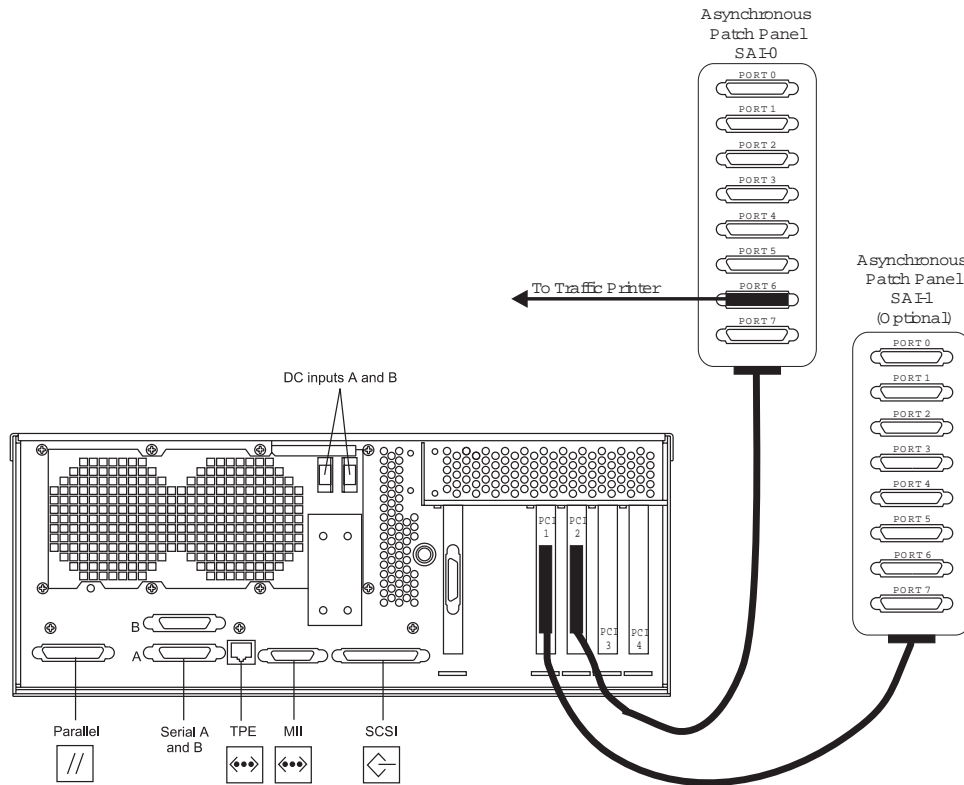 Asynchronous
Patch Panel
SAI-0
PORT 0
PORT 1
PORT 2
PORT 3
PORT 4
PORT 5
PORT 6
PORT 7
To Traffic Printer
Asynchronous
Patch Panel
SAI-1
(Optional)
PORT 0
PORT 1
PORT 2
PORT 3
PORT 4
PORT 5
PORT 6
PORT 7
DC inputs A and B
PCI
1
PCI
2
PCI
3
PCI
4
B
A
Parallel
Serial A
and B
TPE
MII
SCSI